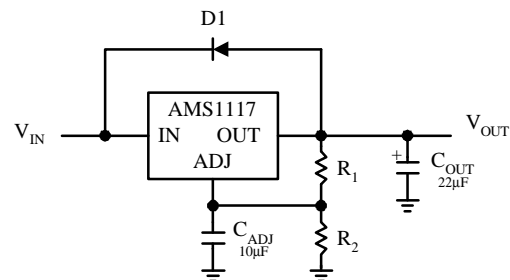 D1
AMS1117
V_IN
IN OUT
V_OUT
ADJ
+
R_1
C_OUT
22µF
C_ADJ
10µF
R_2